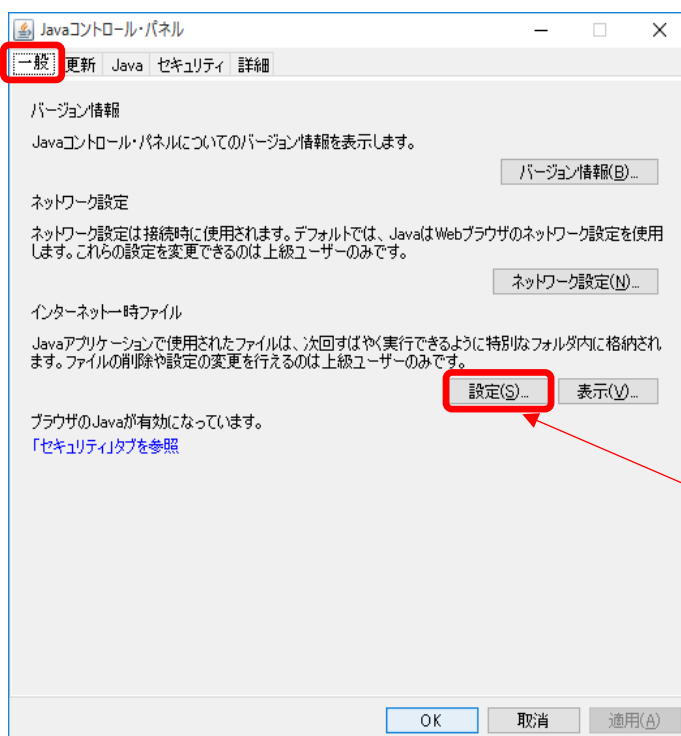 Javaコントロール・パネル
一般 更新 Java セキュリティ 詳細
バージョン情報
Javaコントロール・パネルについてのバージョン情報を表示します。
バージョン情報(B)...
ネットワーク設定
ネットワーク設定は接続時に使用されます。デフォルトでは、JavaはWebブラウザのネットワーク設定を使用
します。これらの設定を変更できるのは上級ユーザーのみです。
ネットワーク設定(N)...
インターネット一時ファイル
Javaアプリケーションで使用されたファイルは、次回すばやく実行できるように特別なフォルダ内に格納され
ます。ファイルの削除や設定の変更を行えるのは上級ユーザーのみです。
設定(S)... 表示(V)...
ブラウザのJavaが有効になっています。
「セキュリティ」タブを参照
OK 取消 適用(A)